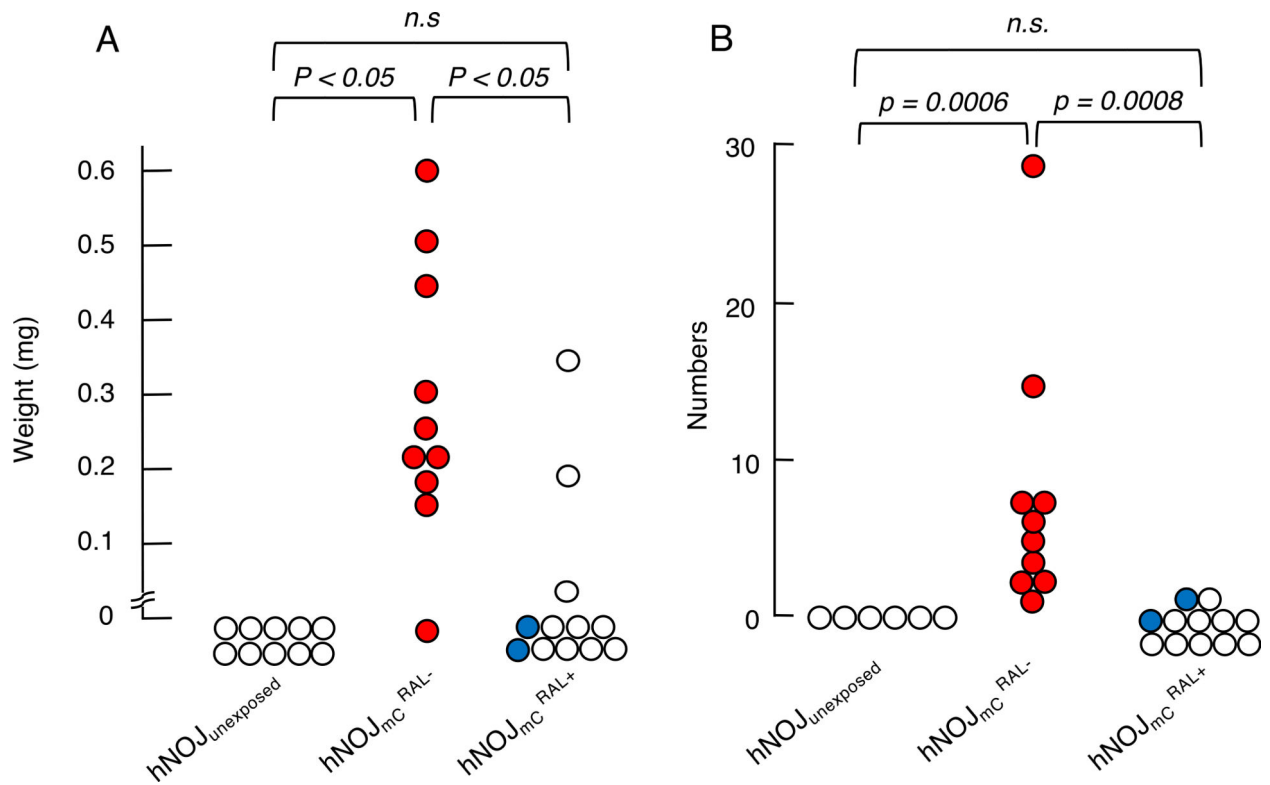 A
n.s
P < 0.05
P < 0.05
Weight (mg)
0.6
0.5
0.4
0.3
0.2
0.1
0
hNOJunexposed
hNOJmC RAL-
hNOJmC RAL+
B
n.s.
p = 0.0006
p = 0.0008
Numbers
30
20
10
0
hNOJunexposed
hNOJmC RAL-
hNOJmC RAL+